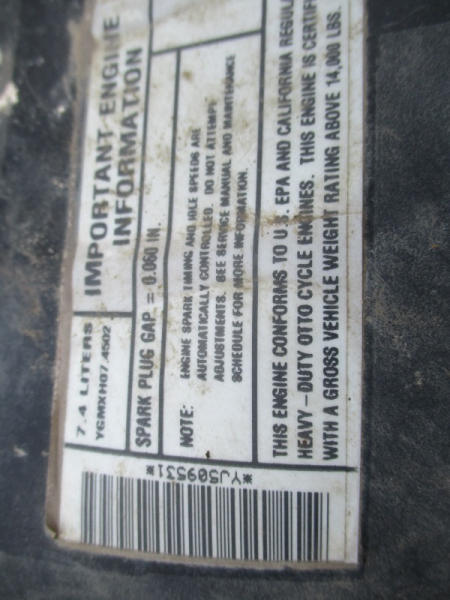 7.4 LITERS
YGMXH07.4502
IMPORTANT ENGINE
INFORMATION
SPARK PLUG GAP = 0.060 IN.
NOTE: ENGINE SPARK TIMING AND IDLE SPEEDS ARE
AUTOMATICALLY CONTROLLED. DO NOT ATTEMPT
ADJUSTMENTS. SEE SERVICE MANUAL AND MAINTENANCE
SCHEDULE FOR MORE INFORMATION.
THIS ENGINE CONFORMS TO U.S. EPA AND CALIFORNIA REGUL
HEAVY-DUTY OTTO CYCLE ENGINES. THIS ENGINE IS CERTIF
WITH A GROSS VEHICLE WEIGHT RATING ABOVE 14,000 LBS.
*YJ509531*